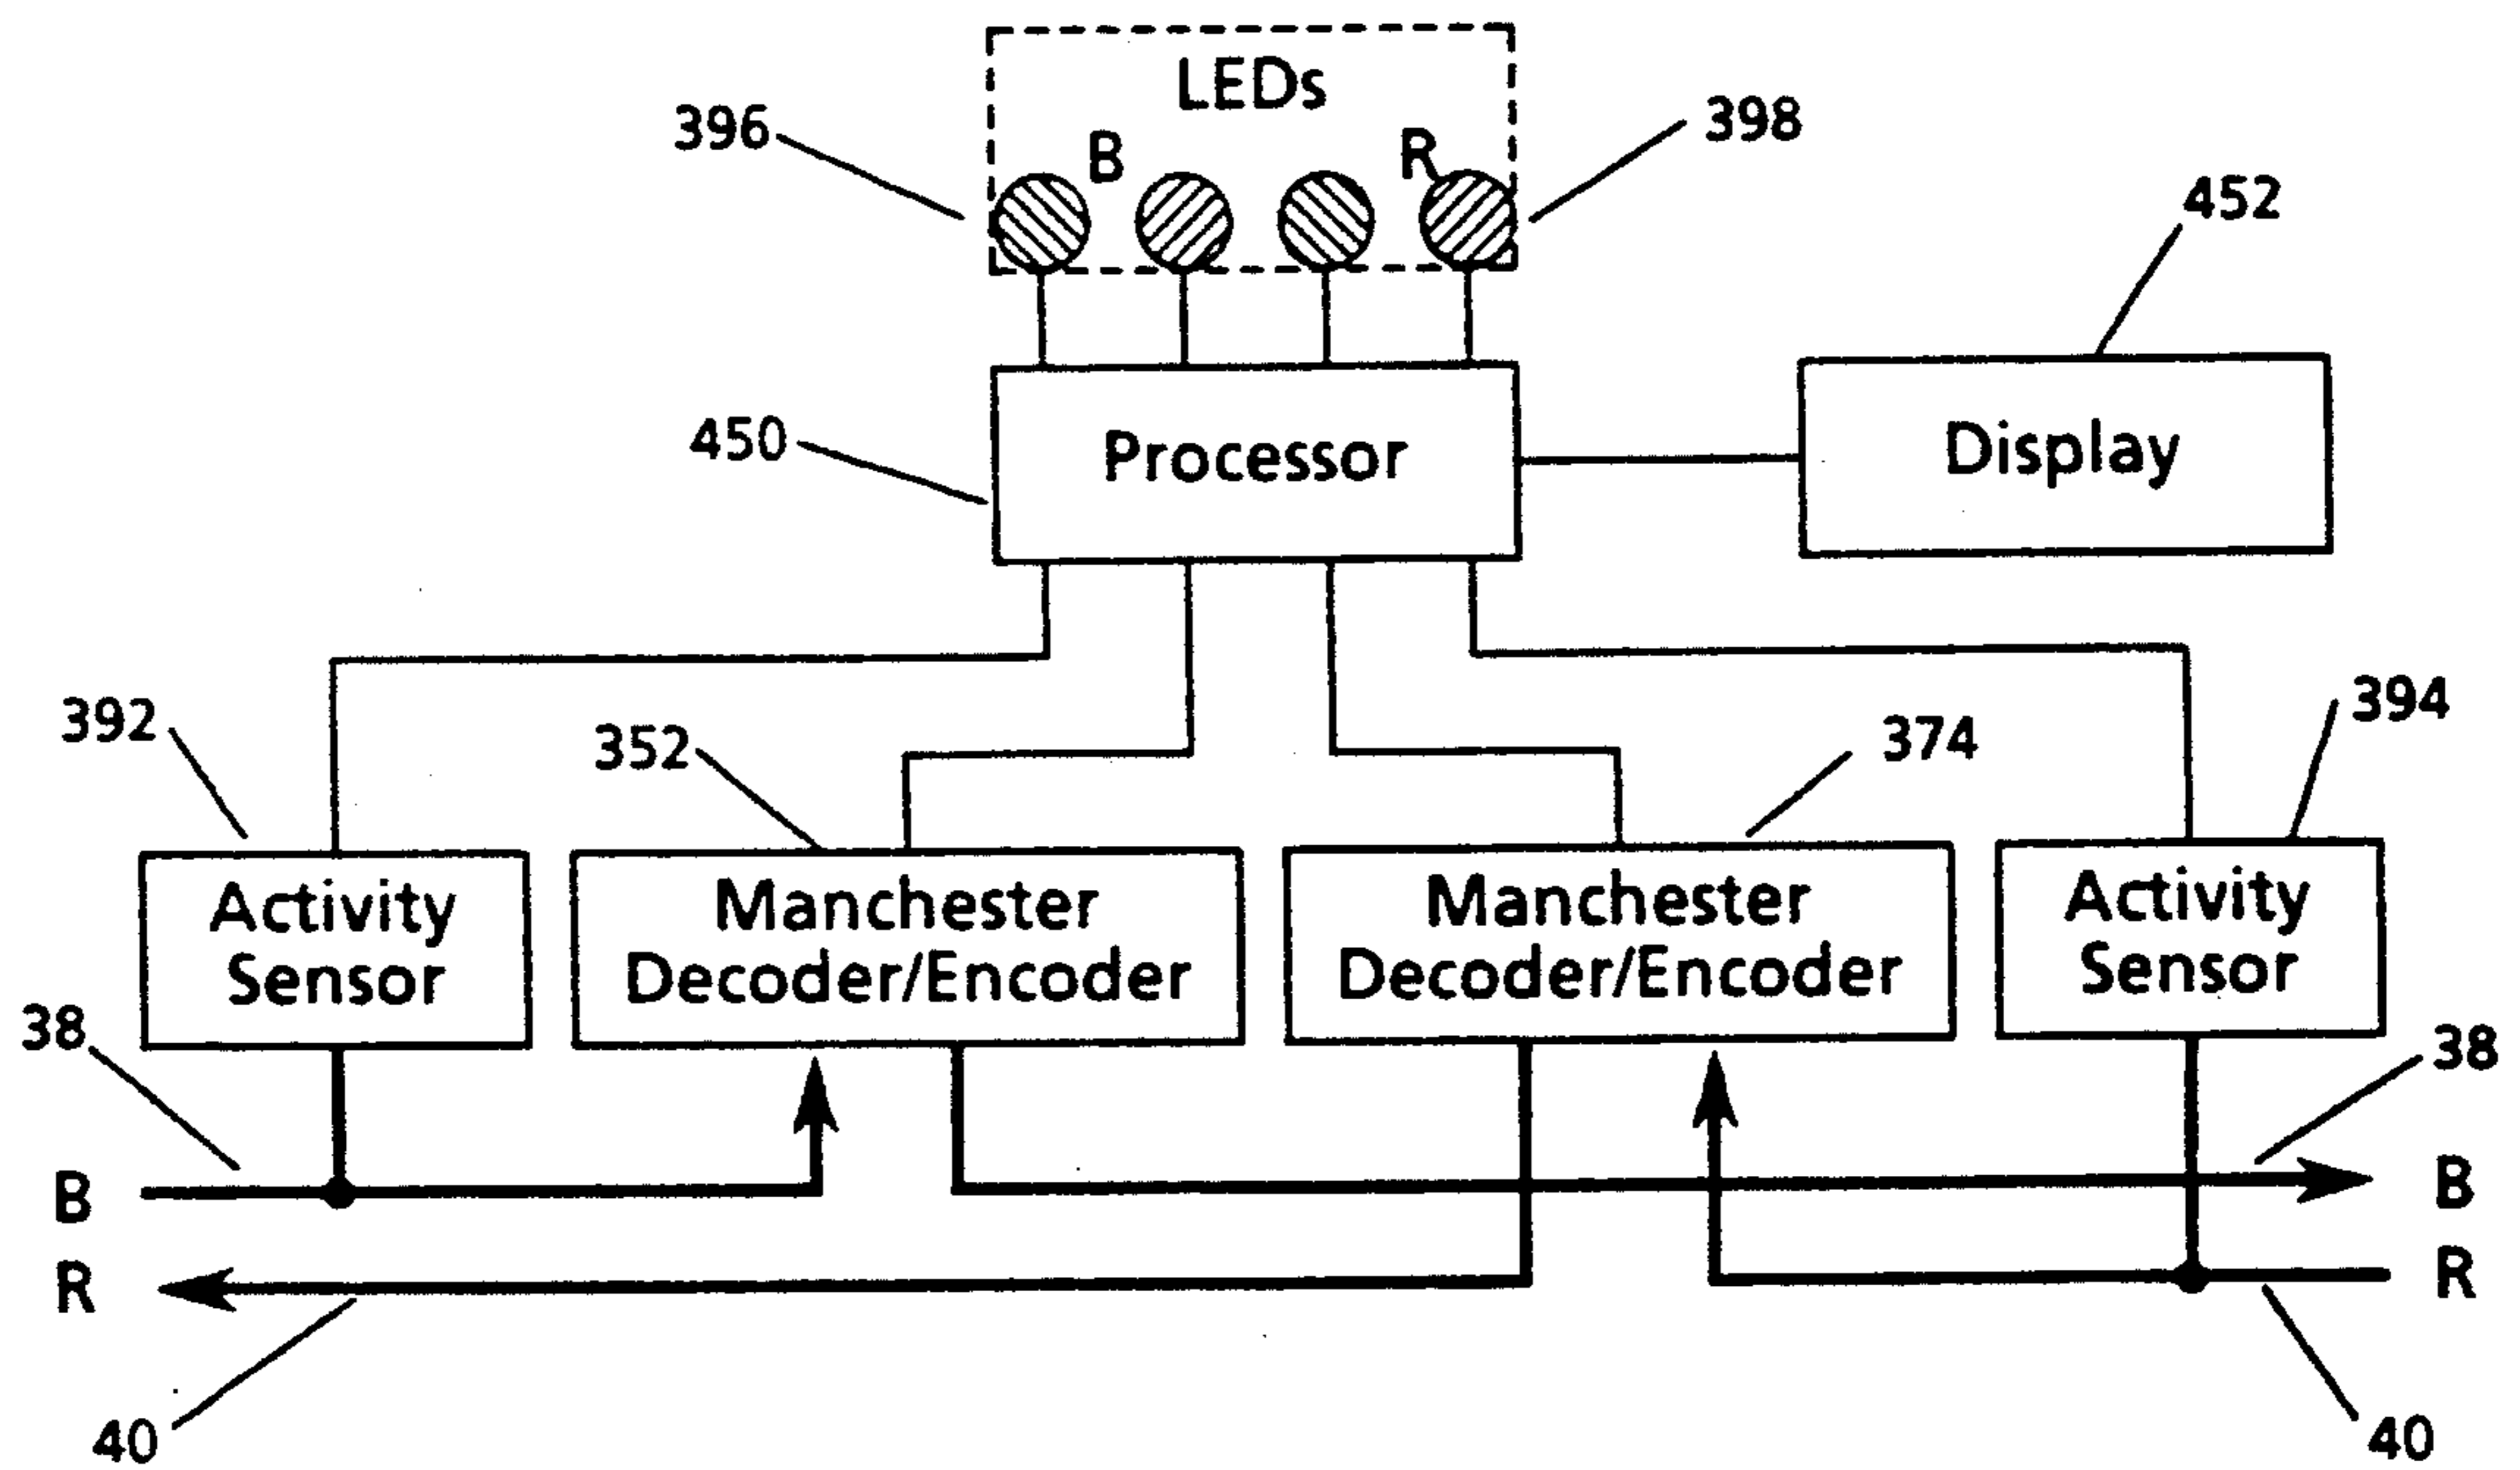 LEDs
396
B
R
398
452
450
Processor
Display
392
352
374
394
Activity
Sensor
Manchester
Decoder/Encoder
Manchester
Decoder/Encoder
Activity
Sensor
38
38
B
B
R
R
40
40